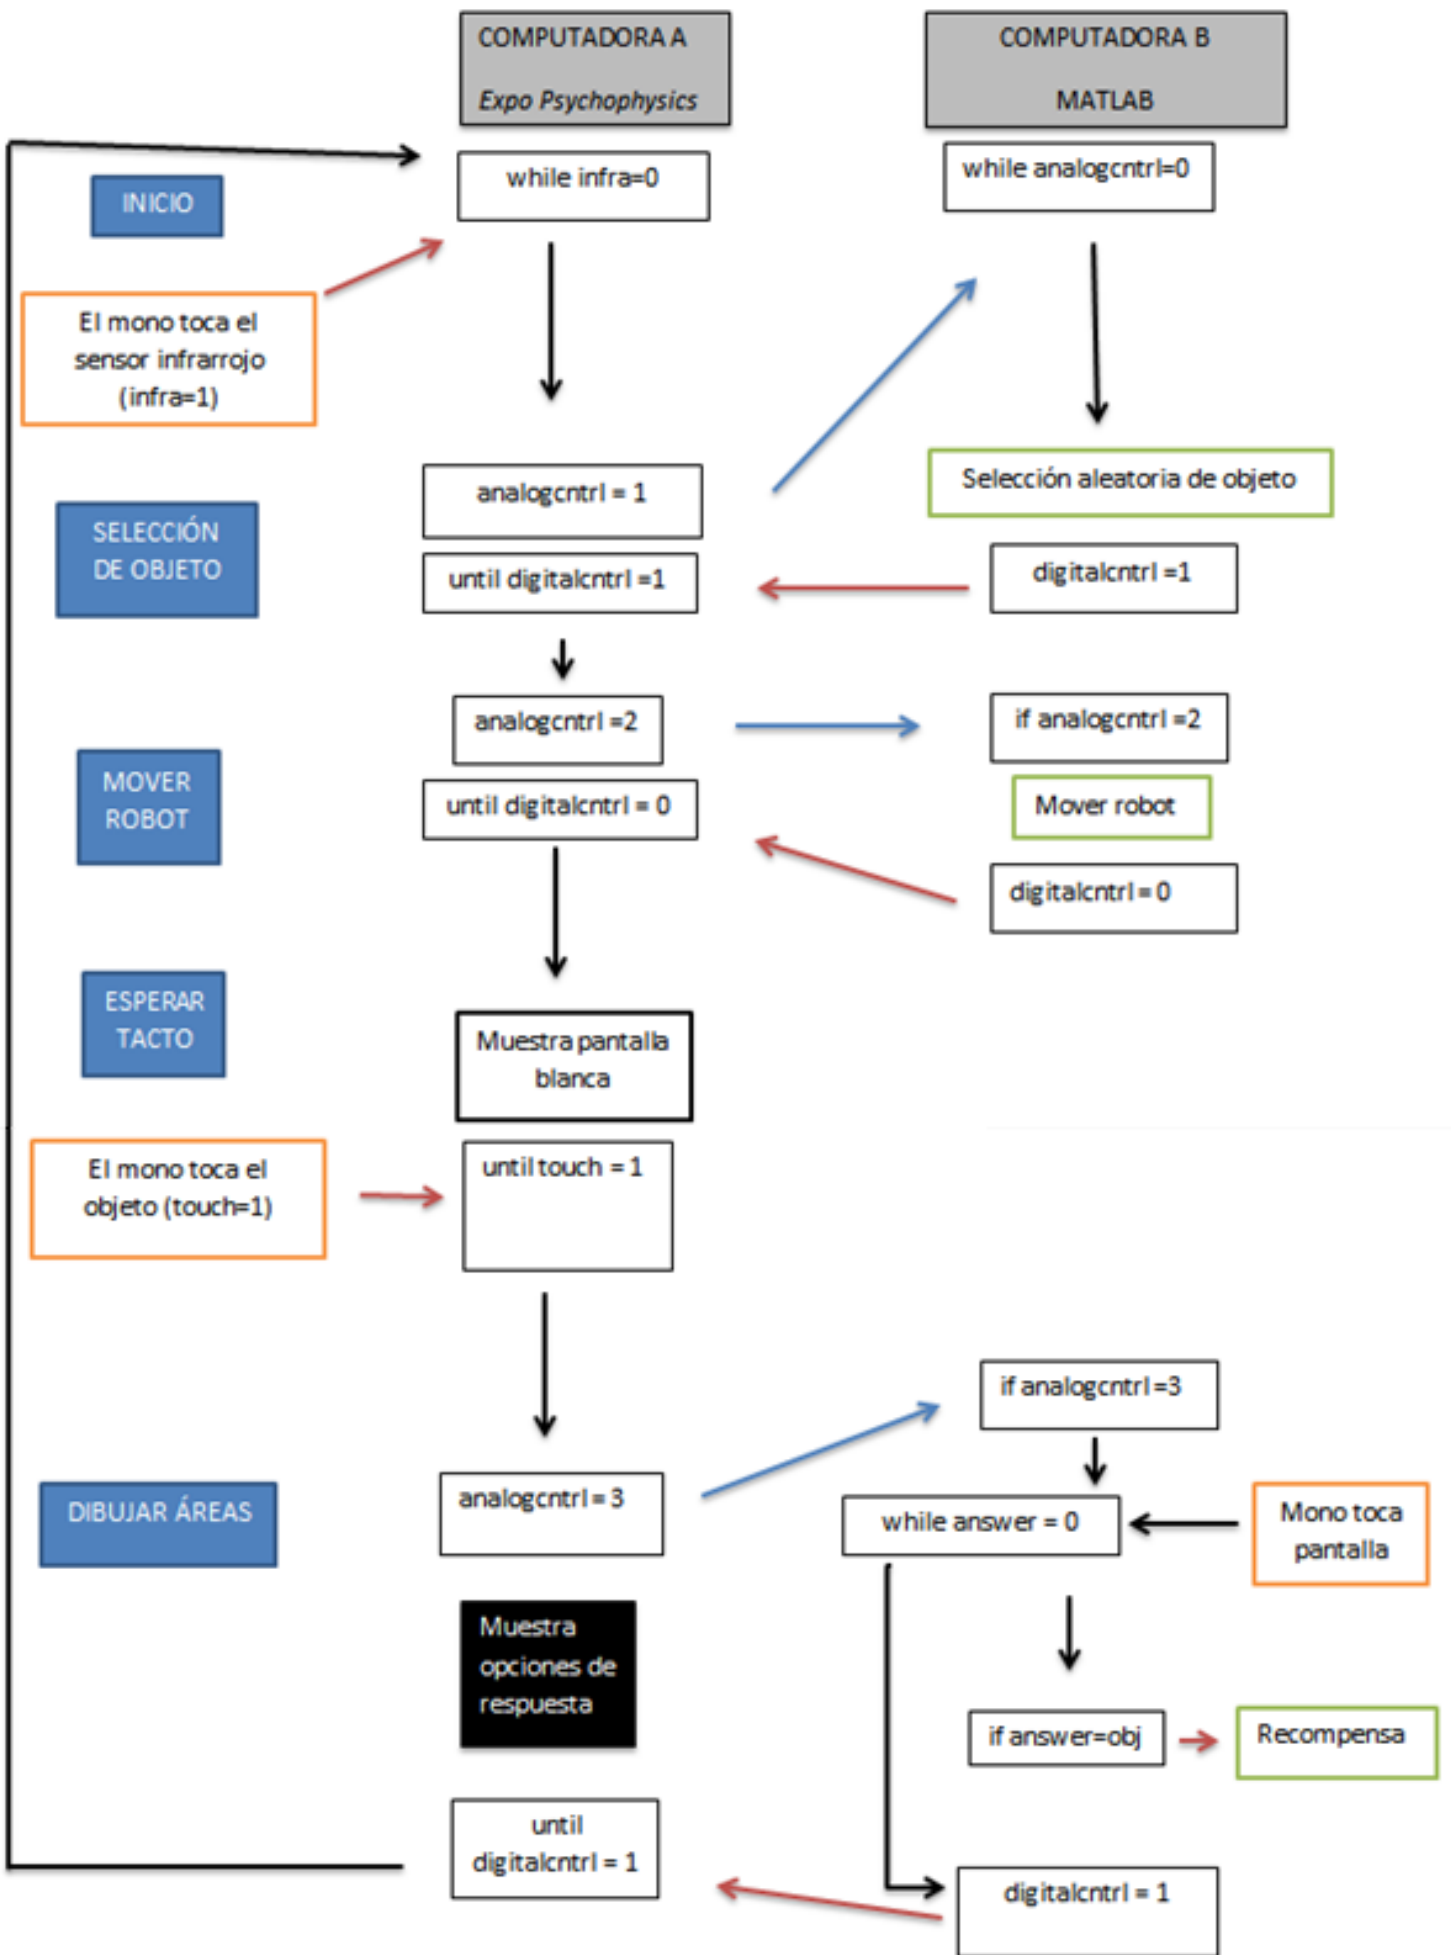 COMPUTADORA A
Expo Psychophysics
COMPUTADORA B
MATLAB
while infra=0
while analogcntrl=0
INICIO
El mono toca el
sensor infrarrojo
(infra=1)
analogcntrl = 1
Selección aleatoria de objeto
SELECCIÓN
DE OBJETO
until digitalcntrl =1
digitalcntrl =1
analogcntrl =2
if analogcntrl =2
MOVER
ROBOT
until digitalcntrl = 0
Mover robot
digitalcntrl = 0
ESPERAR
TACTO
Muestra pantalla
blanca
El mono toca el
objeto (touch=1)
until touch = 1
if analogcntrl =3
DIBUJAR ÁREAS
analogcntrl = 3
while answer = 0
Mono toca
pantalla
Muestra
opciones de
respuesta
if answer=obj
Recompensa
until
digitalcntrl = 1
digitalcntrl = 1